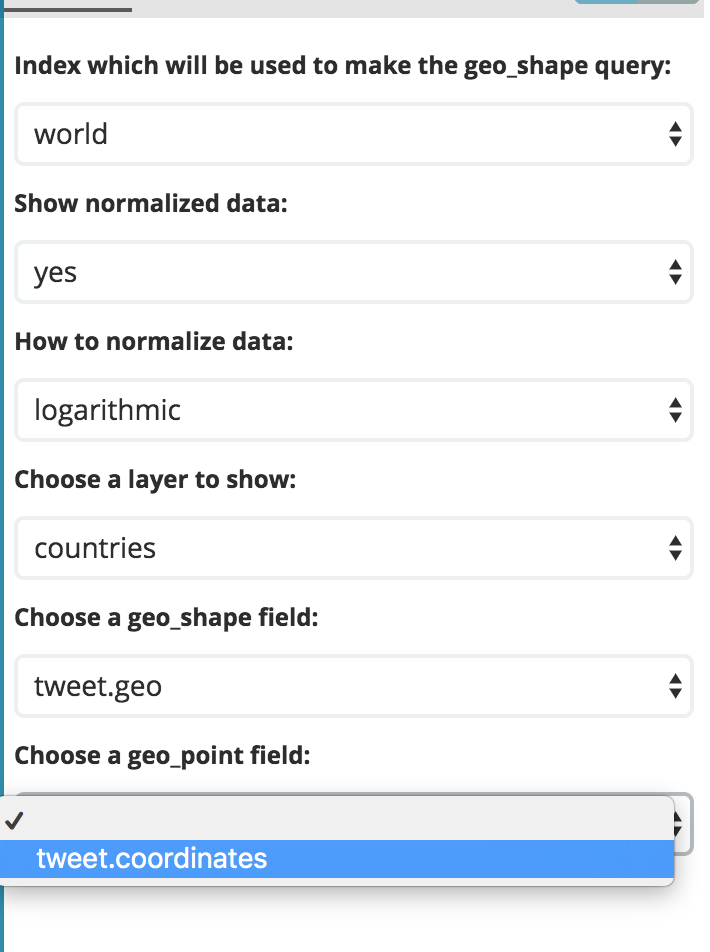 Index which will be used to make the geo_shape query:
world
Show normalized data:
yes
How to normalize data:
logarithmic
Choose a layer to show:
countries
Choose a geo_shape field:
tweet.geo
Choose a geo_point field:
tweet.coordinates